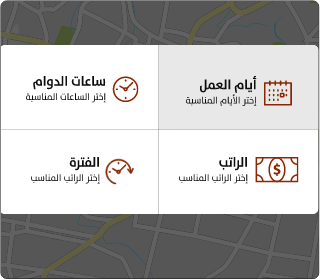 أيام العمل
إختر الأيام المناسبة
ساعات الدوام
إختر الساعات المناسبة
الراتب
إختر الراتب المناسب
الفترة
إختر الراتب المناسب